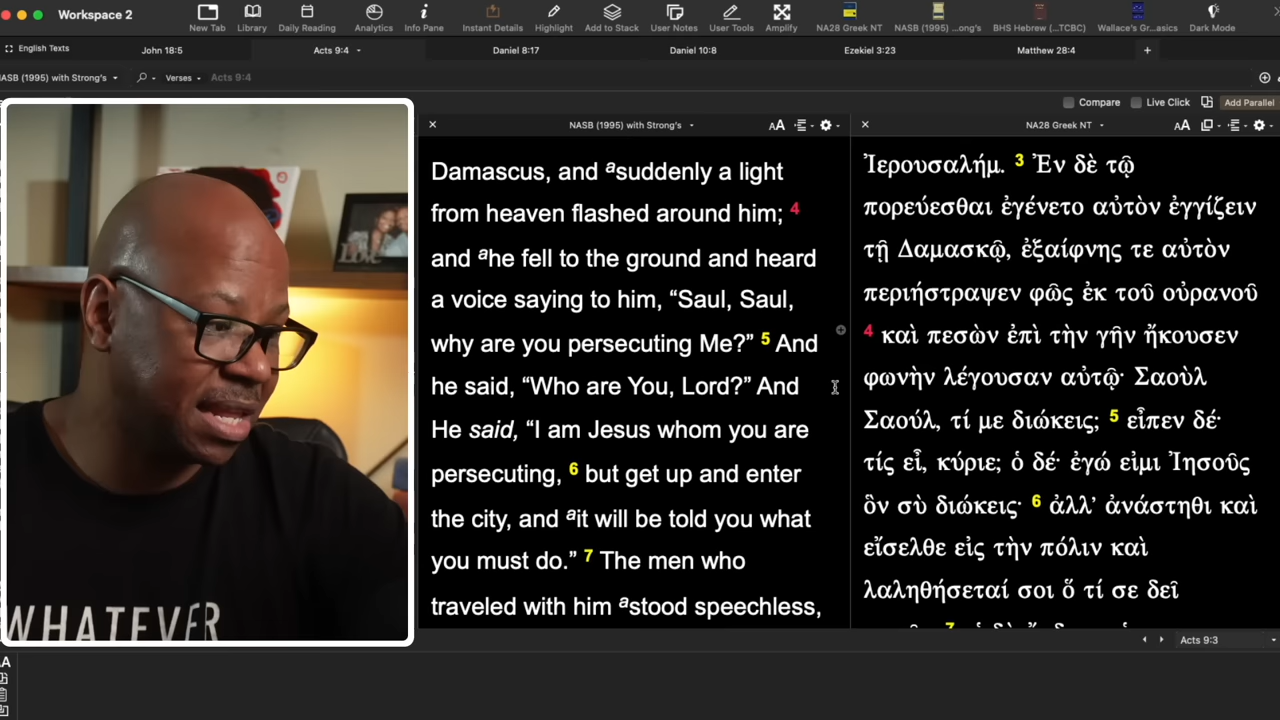 Workspace 2
New Tab
Library
Daily Reading
Analytics
Info Pane
Instant Details
Highlight
Add to Stack
User Notes
User Tools
Amplify
NA28 Greek NT
NASB (1995) ...ong's
BHS Hebrew (...TCBC)
Wallace's Gr...asics
Dark Mode
English Texts
John 18:5
Acts 9:4
Daniel 8:17
Daniel 10:8
Ezekiel 3:23
Matthew 28:4
+
NASB (1995) with Strong's
Verses
Acts 9:4
Compare
Live Click
Add Parallel
NASB (1995) with Strong's
AA
Damascus, and ᵃsuddenly a light
from heaven flashed around him; 4
and ᵃhe fell to the ground and heard
a voice saying to him, “Saul, Saul,
why are you persecuting Me?” 5 And
he said, “Who are You, Lord?” And
He said, “I am Jesus whom you are
persecuting, 6 but get up and enter
the city, and ᵃit will be told you what
you must do.” 7 The men who
traveled with him ᵃstood speechless,
NA28 Greek NT
AA
Ἰερουσαλήμ. 3 Ἐν δὲ τῷ
πορεύεσθαι ἐγένετο αὐτὸν ἐγγίζειν
τῇ Δαμασκῷ, ἐξαίφνης τε αὐτὸν
περιήστραψεν φῶς ἐκ τοῦ οὐρανοῦ
4 καὶ πεσὼν ἐπὶ τὴν γῆν ἤκουσεν
φωνὴν λέγουσαν αὐτῷ· Σαοὺλ
Σαούλ, τί με διώκεις; 5 εἶπεν δέ·
τίς εἶ, κύριε; ὁ δέ· ἐγώ εἰμι Ἰησοῦς
ὃν σὺ διώκεις· 6 ἀλλ’ ἀνάστηθι καὶ
εἴσελθε εἰς τὴν πόλιν καὶ
λαληθήσεταί σοι ὅ τί σε δεῖ
7
Acts 9:3
WHATEVER
LOVE